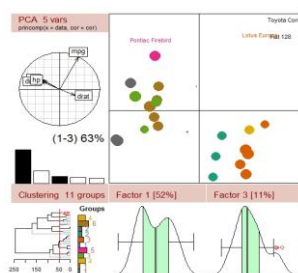 PCA 5 vars
princomp(x = data, cor = cor)
Toyota Cor
Pontiac Firebird
Lotus Europa
Fiat 128
mpg
hp
drat
(1-3) 63%
Clustering 11 groups
Factor 1 [52%]
Factor 3 [11%]
Groups
250
150
50
0